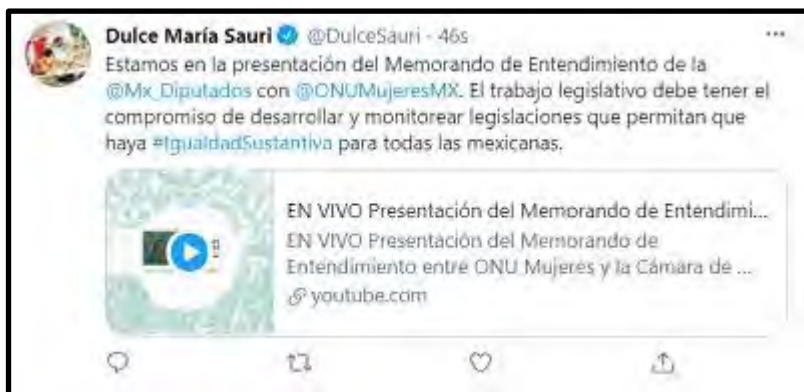 Dulce María Sauri @DulceSauri - 46s
Estamos en la presentación del Memorando de Entendimiento de la
@Mx_Diputados con @ONUMujeresMX. El trabajo legislativo debe tener el
compromiso de desarrollar y monitorear legislaciones que permitan que
haya #IgualdadSustantiva para todas las mexicanas.
EN VIVO Presentación del Memorando de Entendimi...
EN VIVO Presentación del Memorando de
Entendimiento entre ONU Mujeres y la Cámara de ...
youtube.com